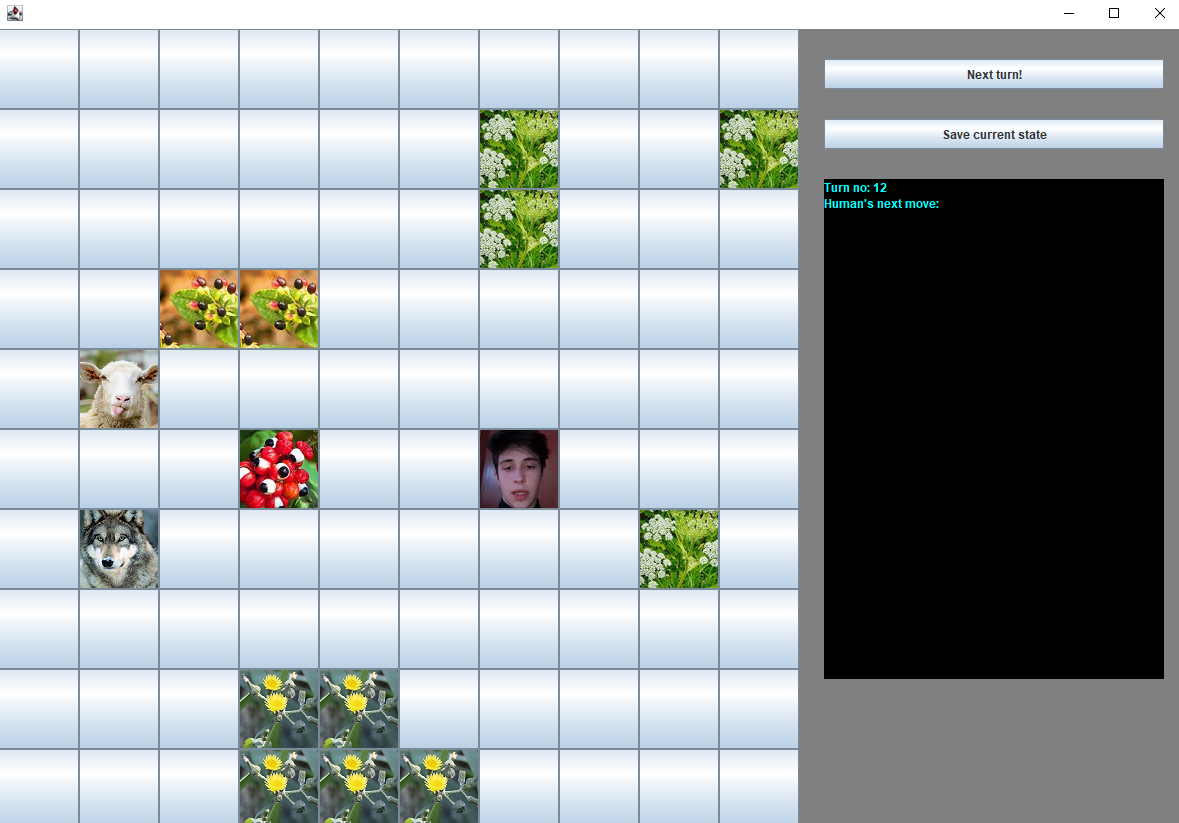 Next turn!
Save current state
Turn no: 12
Human's next move: